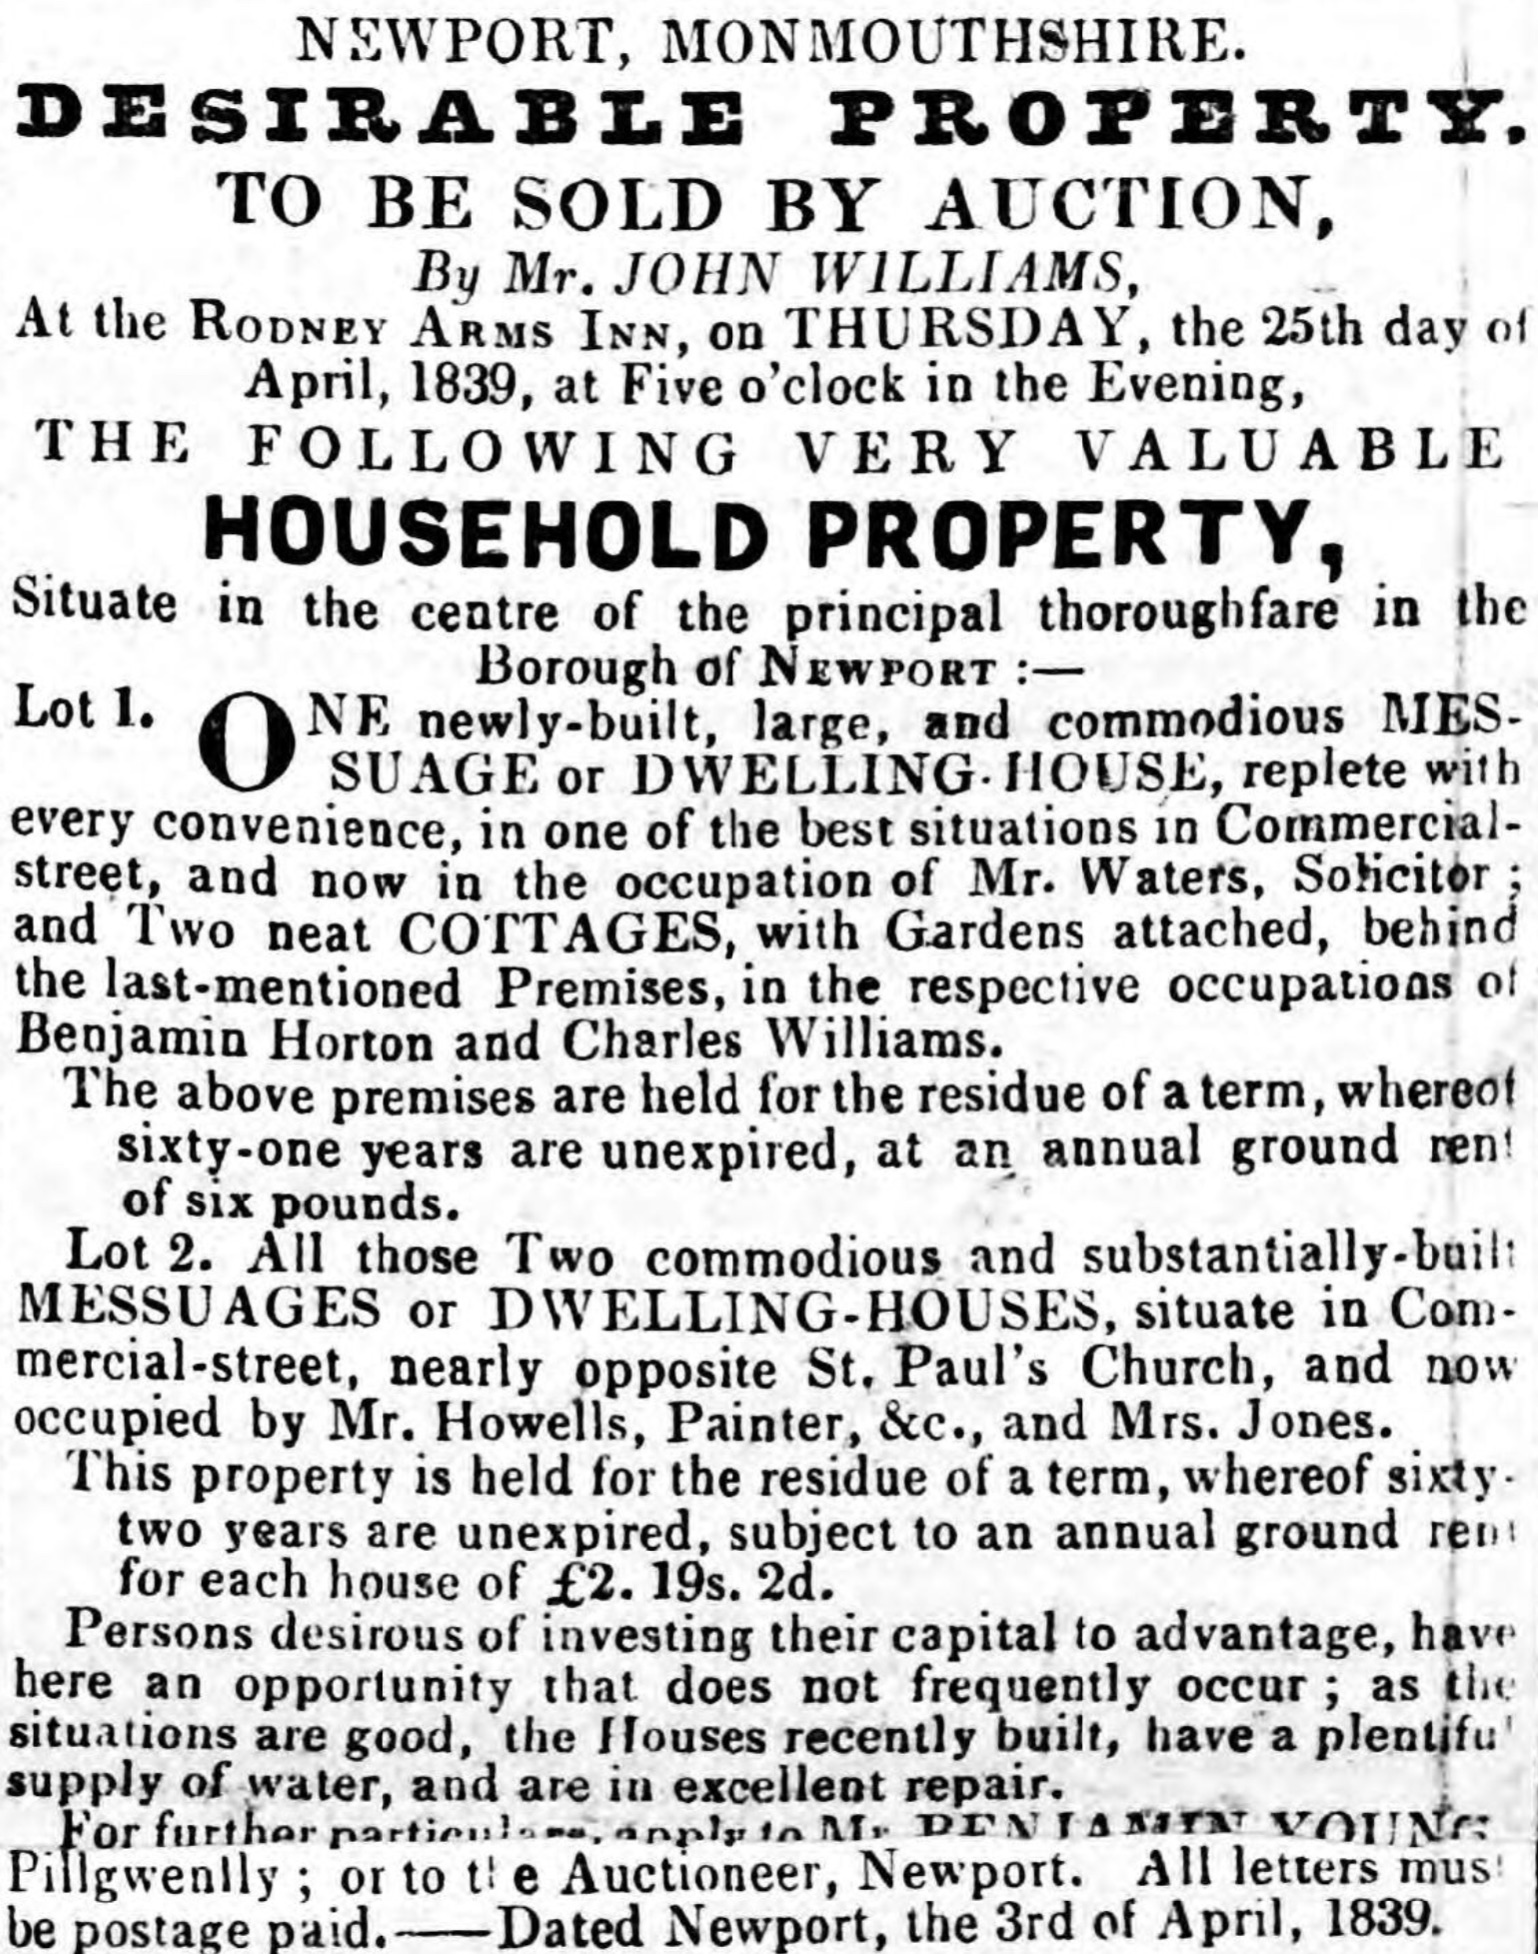 NEWPORT, MONMOUTHSHIRE.
DESIRABLE PROPERTY.
TO BE SOLD BY AUCTION,
By Mr. JOHN WILLIAMS,
At the RODNEY ARMS INN, on THURSDAY, the 25th day of
April, 1839, at Five o'clock in the Evening,
THE FOLLOWING VERY VALUABLE
HOUSEHOLD PROPERTY,
Situate in the centre of the principal thoroughfare in the
Borough of NEWPORT :—
Lot 1. ONE newly-built, large, and commodious MES-
SUAGE or DWELLING-HOUSE, replete with
every convenience, in one of the best situations in Commercial-
street, and now in the occupation of Mr. Waters, Solicitor ;
and Two neat COTTAGES, with Gardens attached, behind
the last-mentioned Premises, in the respective occupations of
Benjamin Horton and Charles Williams.
The above premises are held for the residue of a term, whereof
sixty-one years are unexpired, at an annual ground rent
of six pounds.
Lot 2. All those Two commodious and substantially-built
MESSUAGES or DWELLING-HOUSES, situate in Com-
mercial-street, nearly opposite St. Paul's Church, and now
occupied by Mr. Howells, Painter, &c., and Mrs. Jones.
This property is held for the residue of a term, whereof sixty-
two years are unexpired, subject to an annual ground rent
for each house of £2. 19s. 2d.
Persons desirous of investing their capital to advantage, have
here an opportunity that does not frequently occur ; as the
situations are good, the Houses recently built, have a plentiful
supply of water, and are in excellent repair.
For further particulars, apply to Mr. BENJAMIN YOUNG
Pillgwenlly ; or to the Auctioneer, Newport. All letters must
be postage paid.——Dated Newport, the 3rd of April, 1839.